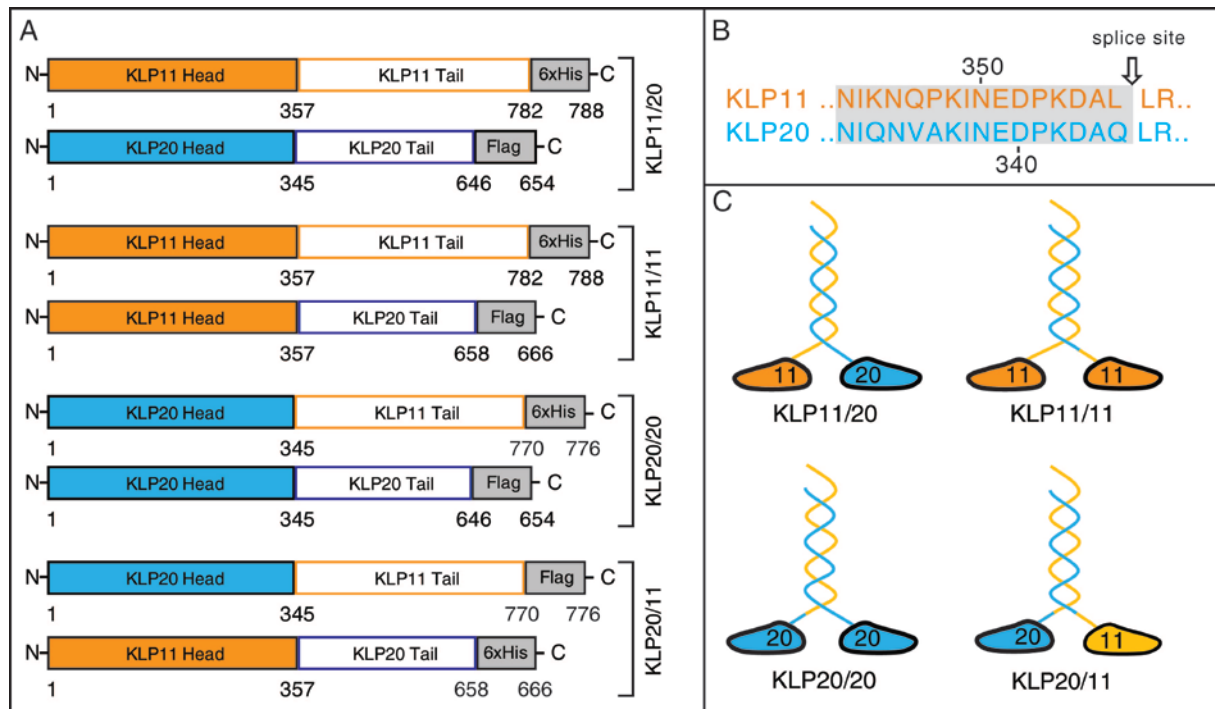 A
N- KLP11 Head KLP11 Tail 6xHis -C
1 357 782 788
N- KLP20 Head KLP20 Tail Flag - C
1 345 646 654
KLP11/20
N- KLP11 Head KLP11 Tail 6xHis -C
1 357 782 788
N- KLP11 Head KLP20 Tail Flag - C
1 357 658 666
KLP11/11
N- KLP20 Head KLP11 Tail 6xHis - C
1 345 770 776
N- KLP20 Head KLP20 Tail Flag - C
1 345 646 654
KLP20/20
N- KLP20 Head KLP11 Tail Flag - C
1 345 770 776
N- KLP11 Head KLP20 Tail 6xHis - C
1 357 658 666
KLP20/11
B
splice site
350
KLP11 ..NIKNQPKINEDPKDAL LR..
KLP20 ..NIQNVAKINEDPKDAQ LR..
340
C
11 20
KLP11/20
11 11
KLP11/11
20 20
KLP20/20
20 11
KLP20/11